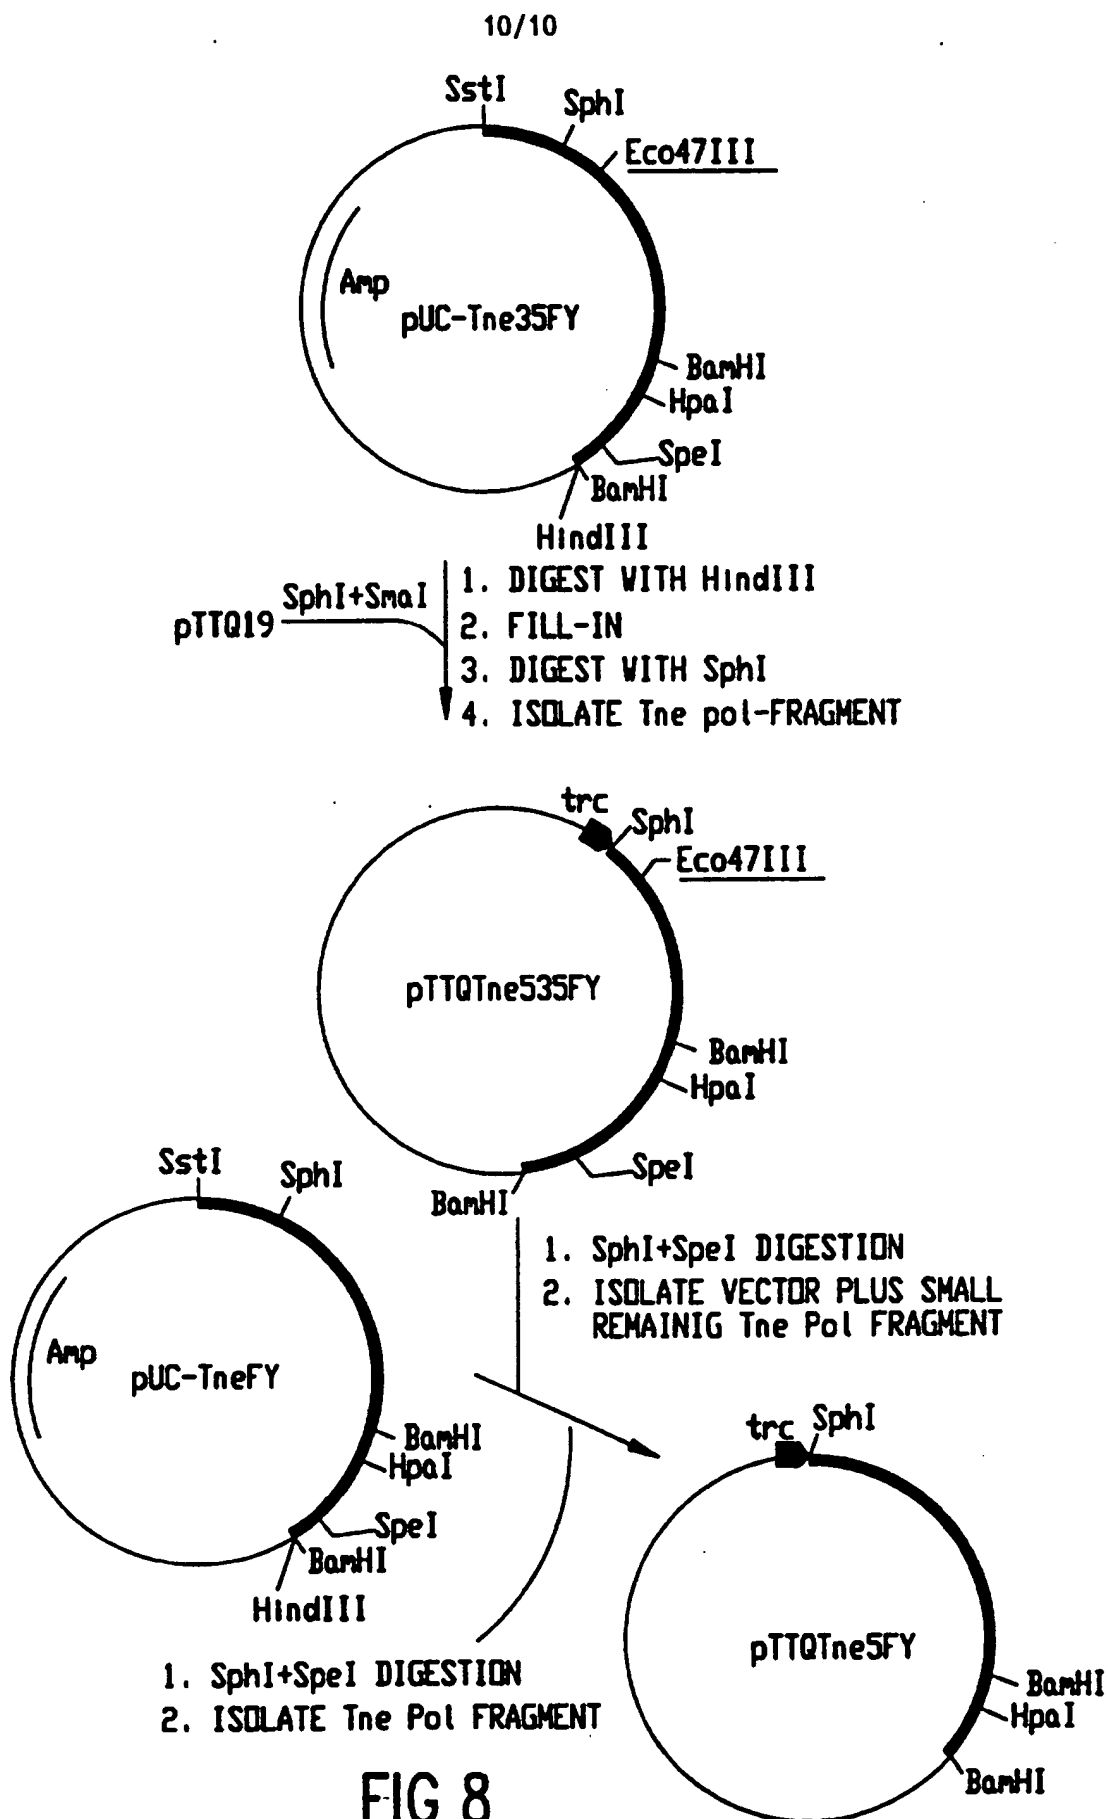 10/10
SstI
SphI
Eco47III
Amp
pUC-Tne35FY
BamHI
HpaI
SpeI
BamHI
HindIII
pTTQ19
SphI+SmaI
1. DIGEST WITH HindIII
2. FILL-IN
3. DIGEST WITH SphI
4. ISOLATE Tne pol-FRAGMENT
trc
SphI
Eco47III
pTTQTne535FY
BamHI
HpaI
SpeI
BamHI
1. SphI+SpeI DIGESTION
2. ISOLATE VECTOR PLUS SMALL
REMAINIG Tne Pol FRAGMENT
SstI
SphI
Amp
pUC-TneFY
BamHI
HpaI
SpeI
BamHI
HindIII
1. SphI+SpeI DIGESTION
2. ISOLATE Tne Pol FRAGMENT
trc
SphI
pTTQTne5FY
BamHI
HpaI
BamHI
FIG 8